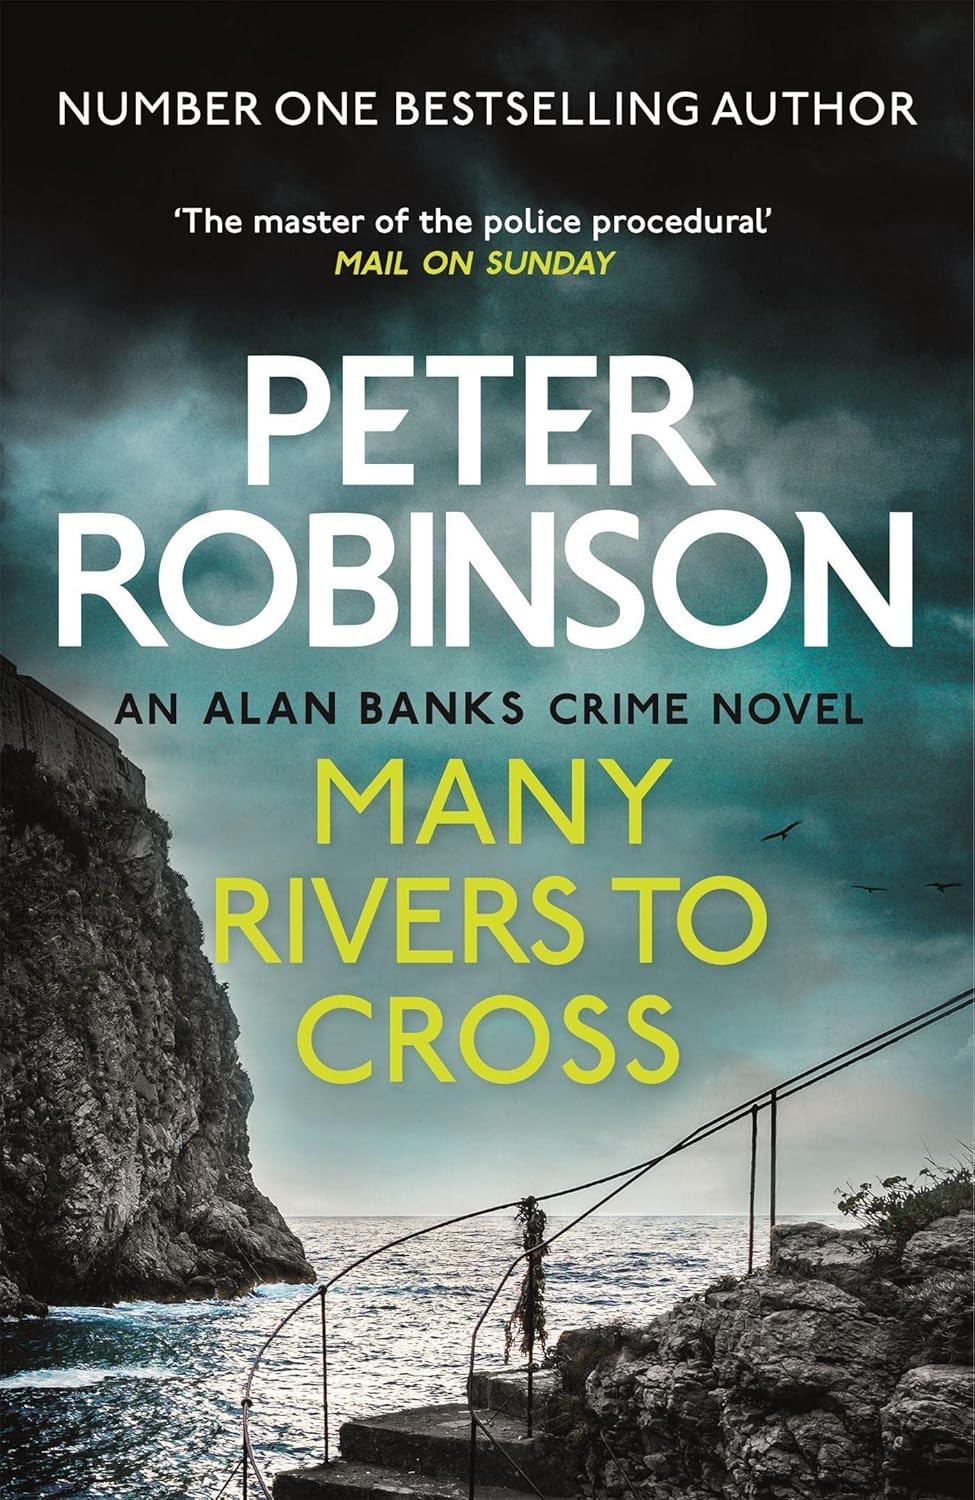 NUMBER ONE BESTSELLING AUTHOR
‘The master of the police procedural’
MAIL ON SUNDAY
PETER
ROBINSON
AN ALAN BANKS CRIME NOVEL
MANY
RIVERS TO
CROSS